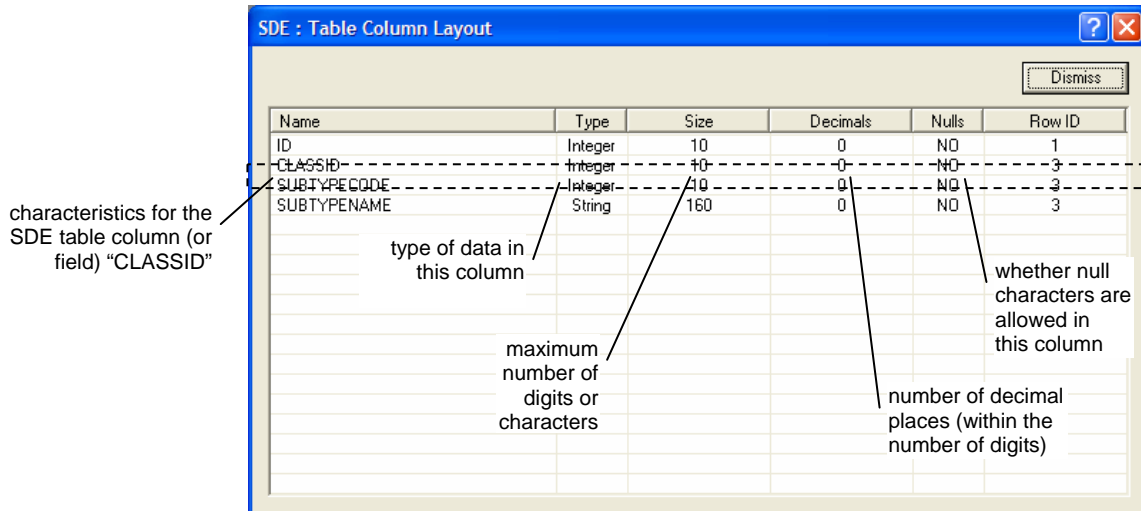 SDE : Table Column Layout
Dismiss
Name Type Size Decimals Nulls Row ID
ID Integer 10 0 NO 1
CLASSID Integer 10 0 NO 3
SUBTYPECODE Integer 10 0 NO 3
SUBTYPENAME String 160 0 NO 3
characteristics for the
SDE table column (or
field) “CLASSID”
type of data in
this column
maximum
number of
digits or
characters
number of decimal
places (within the
number of digits)
whether null
characters are
allowed in
this column